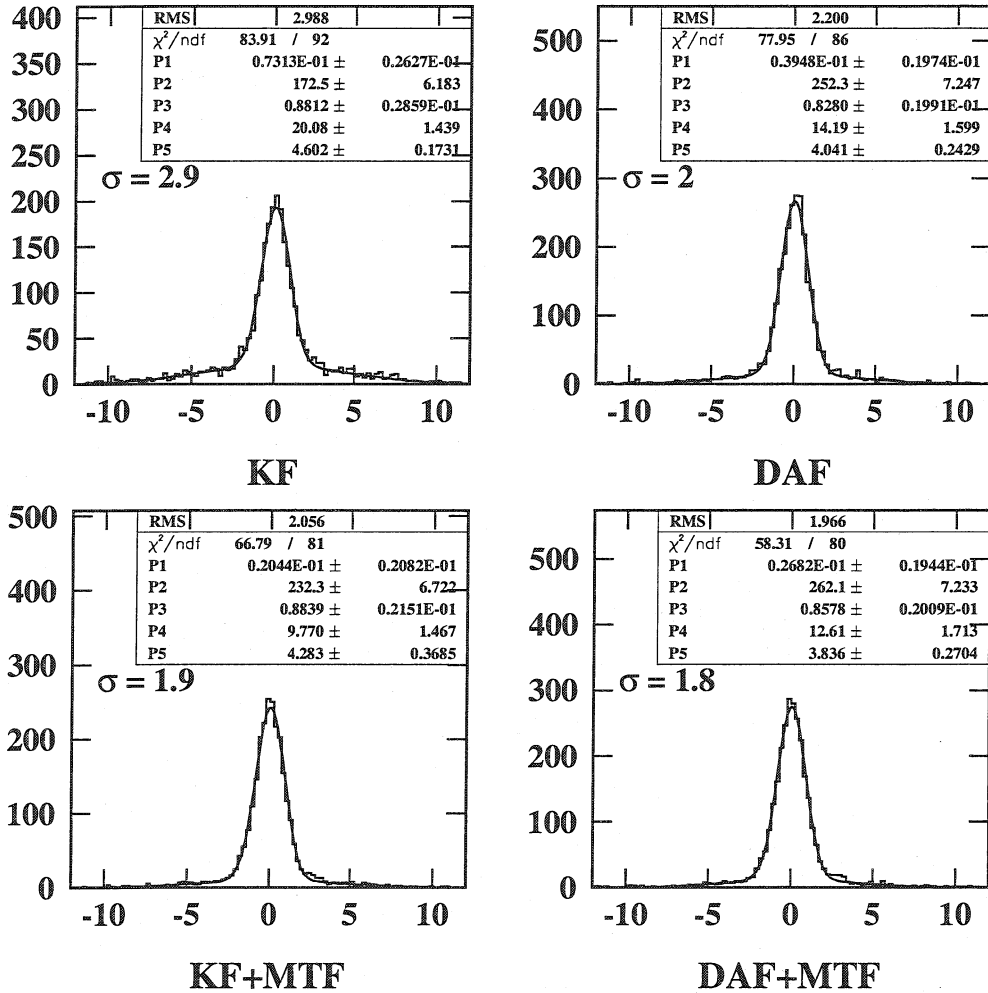 RMS 2.988
χ²/ndf 83.91 / 92
P1 0.7313E-01 ± 0.2627E-01
P2 172.5 ± 6.183
P3 0.8812 ± 0.2859E-01
P4 20.08 ± 1.439
P5 4.602 ± 0.1731
σ = 2.9
400
350
300
250
200
150
100
50
0
-10 -5 0 5 10
KF
RMS 2.200
χ²/ndf 77.95 / 86
P1 0.3948E-01 ± 0.1974E-01
P2 252.3 ± 7.247
P3 0.8280 ± 0.1991E-01
P4 14.19 ± 1.599
P5 4.041 ± 0.2429
σ = 2
500
400
300
200
100
0
-10 -5 0 5 10
DAF
RMS 2.056
χ²/ndf 66.79 / 81
P1 0.2044E-01 ± 0.2082E-01
P2 232.3 ± 6.722
P3 0.8839 ± 0.2151E-01
P4 9.770 ± 1.467
P5 4.283 ± 0.3685
σ = 1.9
500
400
300
200
100
0
-10 -5 0 5 10
KF+MTF
RMS 1.966
χ²/ndf 58.31 / 80
P1 0.2682E-01 ± 0.1944E-01
P2 262.1 ± 7.233
P3 0.8578 ± 0.2009E-01
P4 12.61 ± 1.713
P5 3.836 ± 0.2704
σ = 1.8
500
400
300
200
100
0
-10 -5 0 5 10
DAF+MTF